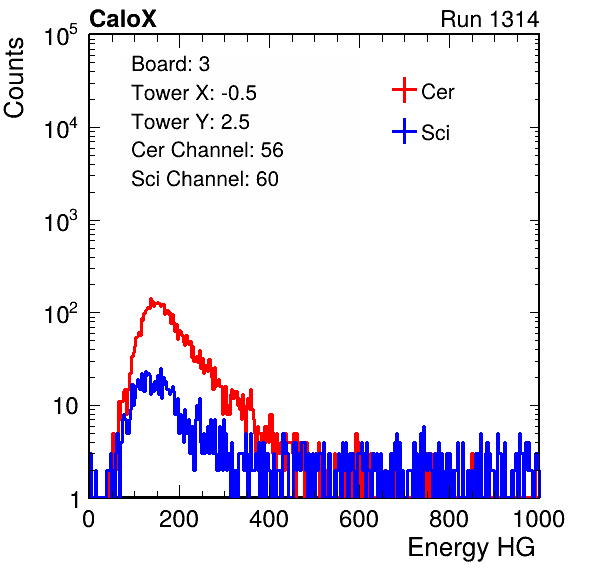 CaloX Run 1314
Counts
10^5
10^4
10^3
10^2
10
1
Board: 3
Tower X: -0.5
Tower Y: 2.5
Cer Channel: 56
Sci Channel: 60
Cer
Sci
0 200 400 600 800 1000
Energy HG